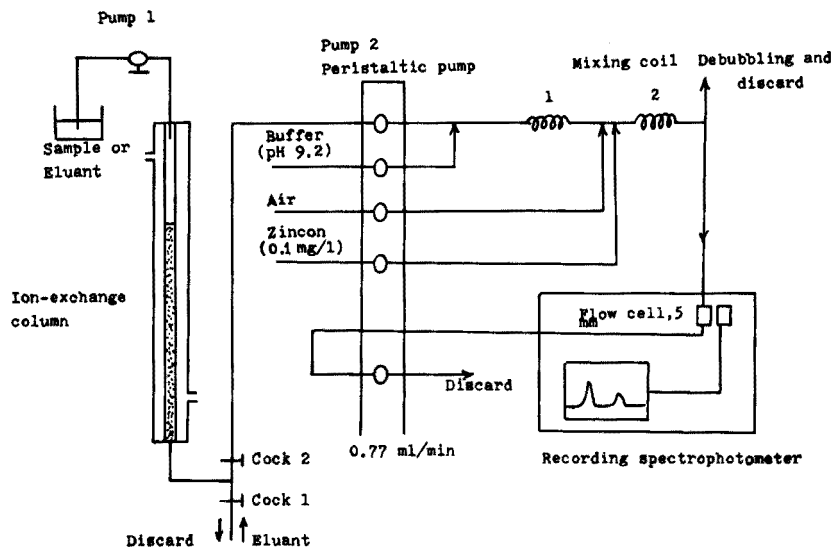 Pump 1
Pump 2
Peristaltic pump
Mixing coil
Debubbling and
discard
1
2
Sample or
Eluant
Buffer
(pH 9.2)
Air
Zincon
(0.1 mg/l)
Ion-exchange
column
Flow cell,5
mm
Discard
0.77 ml/min
Recording spectrophotometer
Cock 2
Cock 1
Discard
Eluant